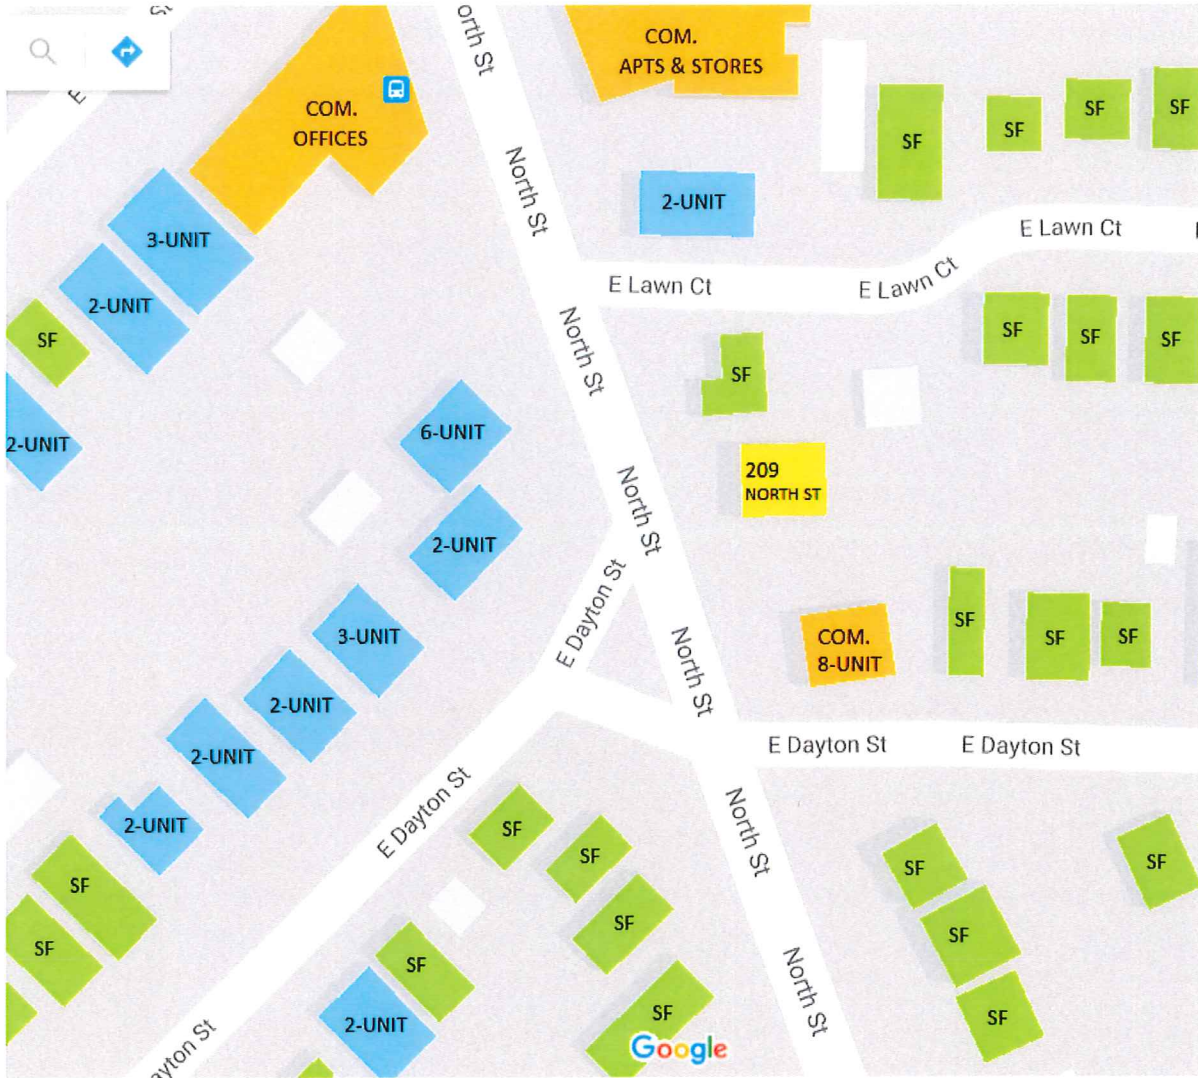 orth St
COM.
OFFICES
COM.
APTS & STORES
SF
SF
SF
SF
E
North St
2-UNIT
3-UNIT
2-UNIT
SF
2-UNIT
E Lawn Ct
E Lawn Ct
E Lawn Ct
North St
SF
SF
SF
SF
6-UNIT
2-UNIT
209
NORTH ST
North St
E Dayton St
3-UNIT
2-UNIT
2-UNIT
2-UNIT
COM.
8-UNIT
SF
SF
SF
North St
E Dayton St
E Dayton St
E Dayton St
North St
SF
SF
SF
SF
SF
SF
SF
2-UNIT
SF
SF
SF
SF
SF
North St
ayton St
Google